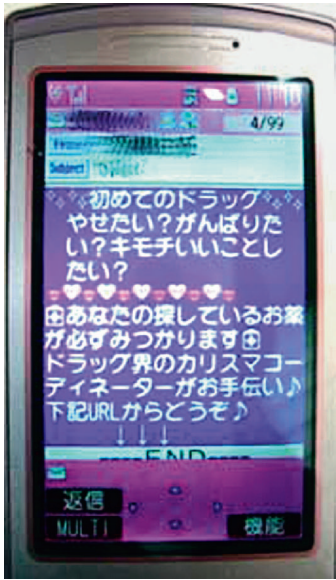 4/99
From
Subject
初めてのドラッグ
やせたい?がんばりた
い?キモチいいことし
たい?
あなたの探しているお薬
が必ずみつかります
ドラッグ界のカリスマコー
ディネーターがお手伝い♪
下記URLからどうぞ♪
↓↓↓
----END----
返信
MULTI 機能